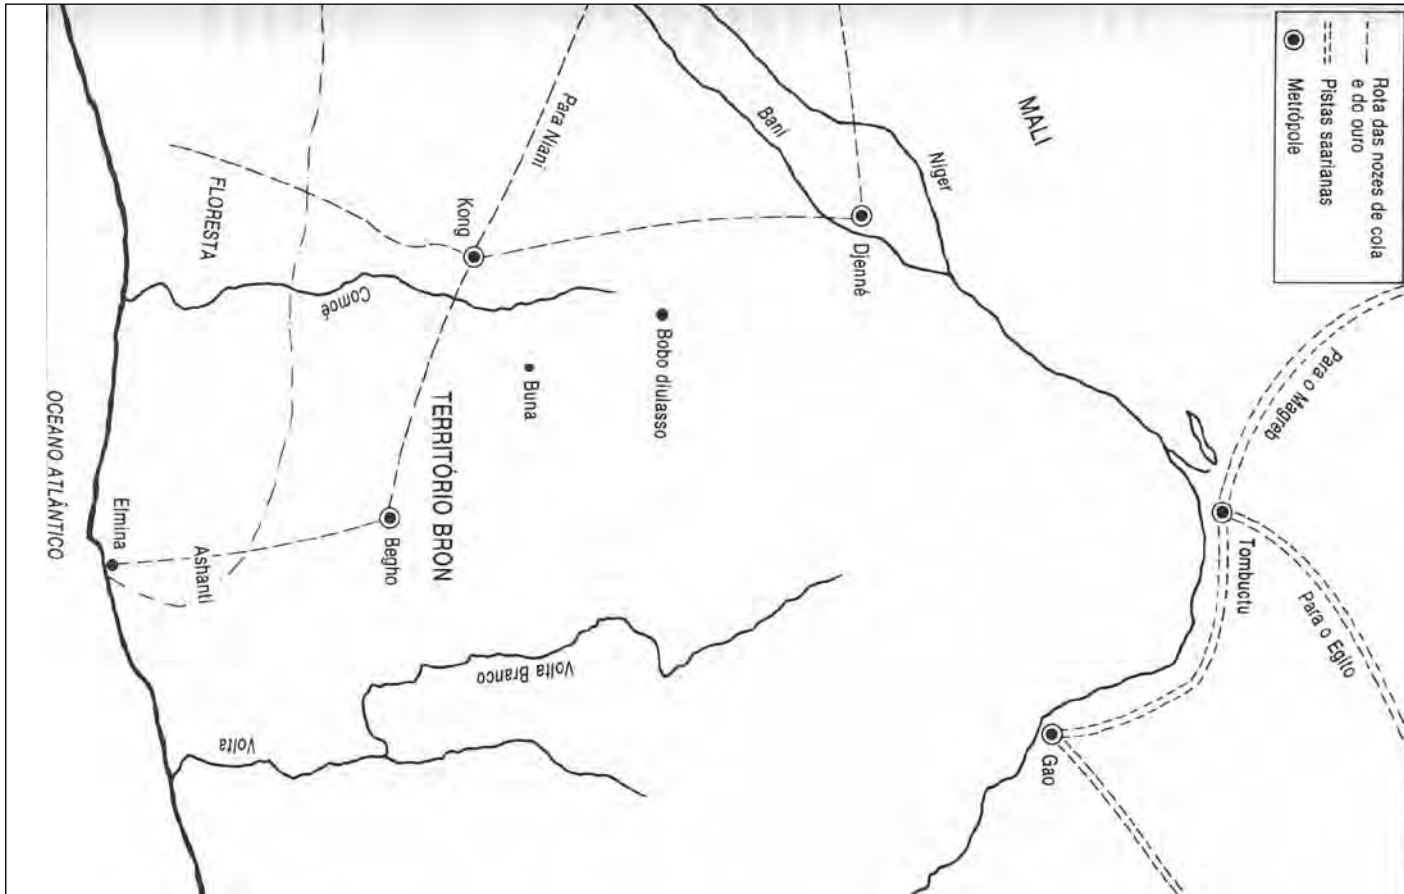 Rota das nozes de cola
e do ouro
Pistas saarianas
Metrópole
MALI
Níger
Bani
Djenné
Para o Magreb
Tombuctu
Para o Egito
Gao
Para Niani
Kong
FLORESTA
Comoé
Bobo diulasso
Buna
TERRITÓRIO BRON
Begho
Ashanti
Elmina
Volta Branco
Volta
OCEANO ATLÂNTICO